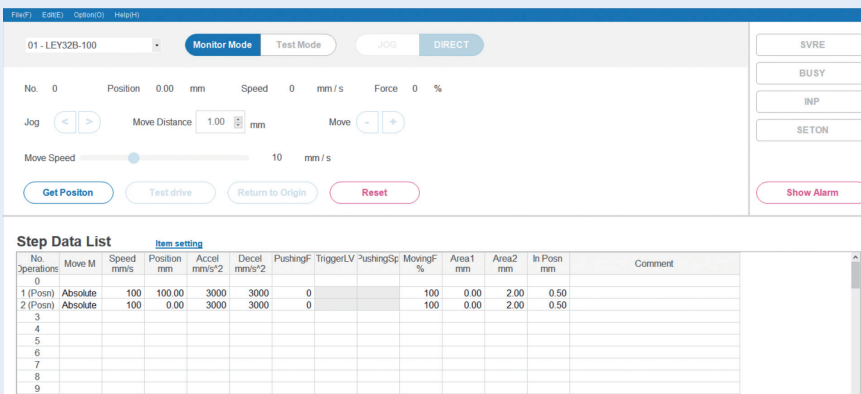 File(F) Edit(E) Option(O) Help(H)
01 - LEY32B-100 Monitor Mode Test Mode JOG DIRECT SVRE
BUSY
No. 0 Position 0.00 mm Speed 0 mm / s Force 0 %
INP
Jog < > Move Distance 1.00 mm Move - +
SETON
Move Speed 10 mm / s
Get Positon Test drive Return to Origin Reset Show Alarm
Step Data List Item setting
No. Move M Speed Position Accel Decel PushingF TriggerLV PushingSp MovingF Area1 Area2 In Posn Comment
Operations mm/s mm mm/s^2 mm/s^2 % mm mm mm
0
1 (Posn) Absolute 100 100.00 3000 3000 0 100 0.00 2.00 0.50
2 (Posn) Absolute 100 0.00 3000 3000 0 100 0.00 2.00 0.50
3
4
5
6
7
8
9